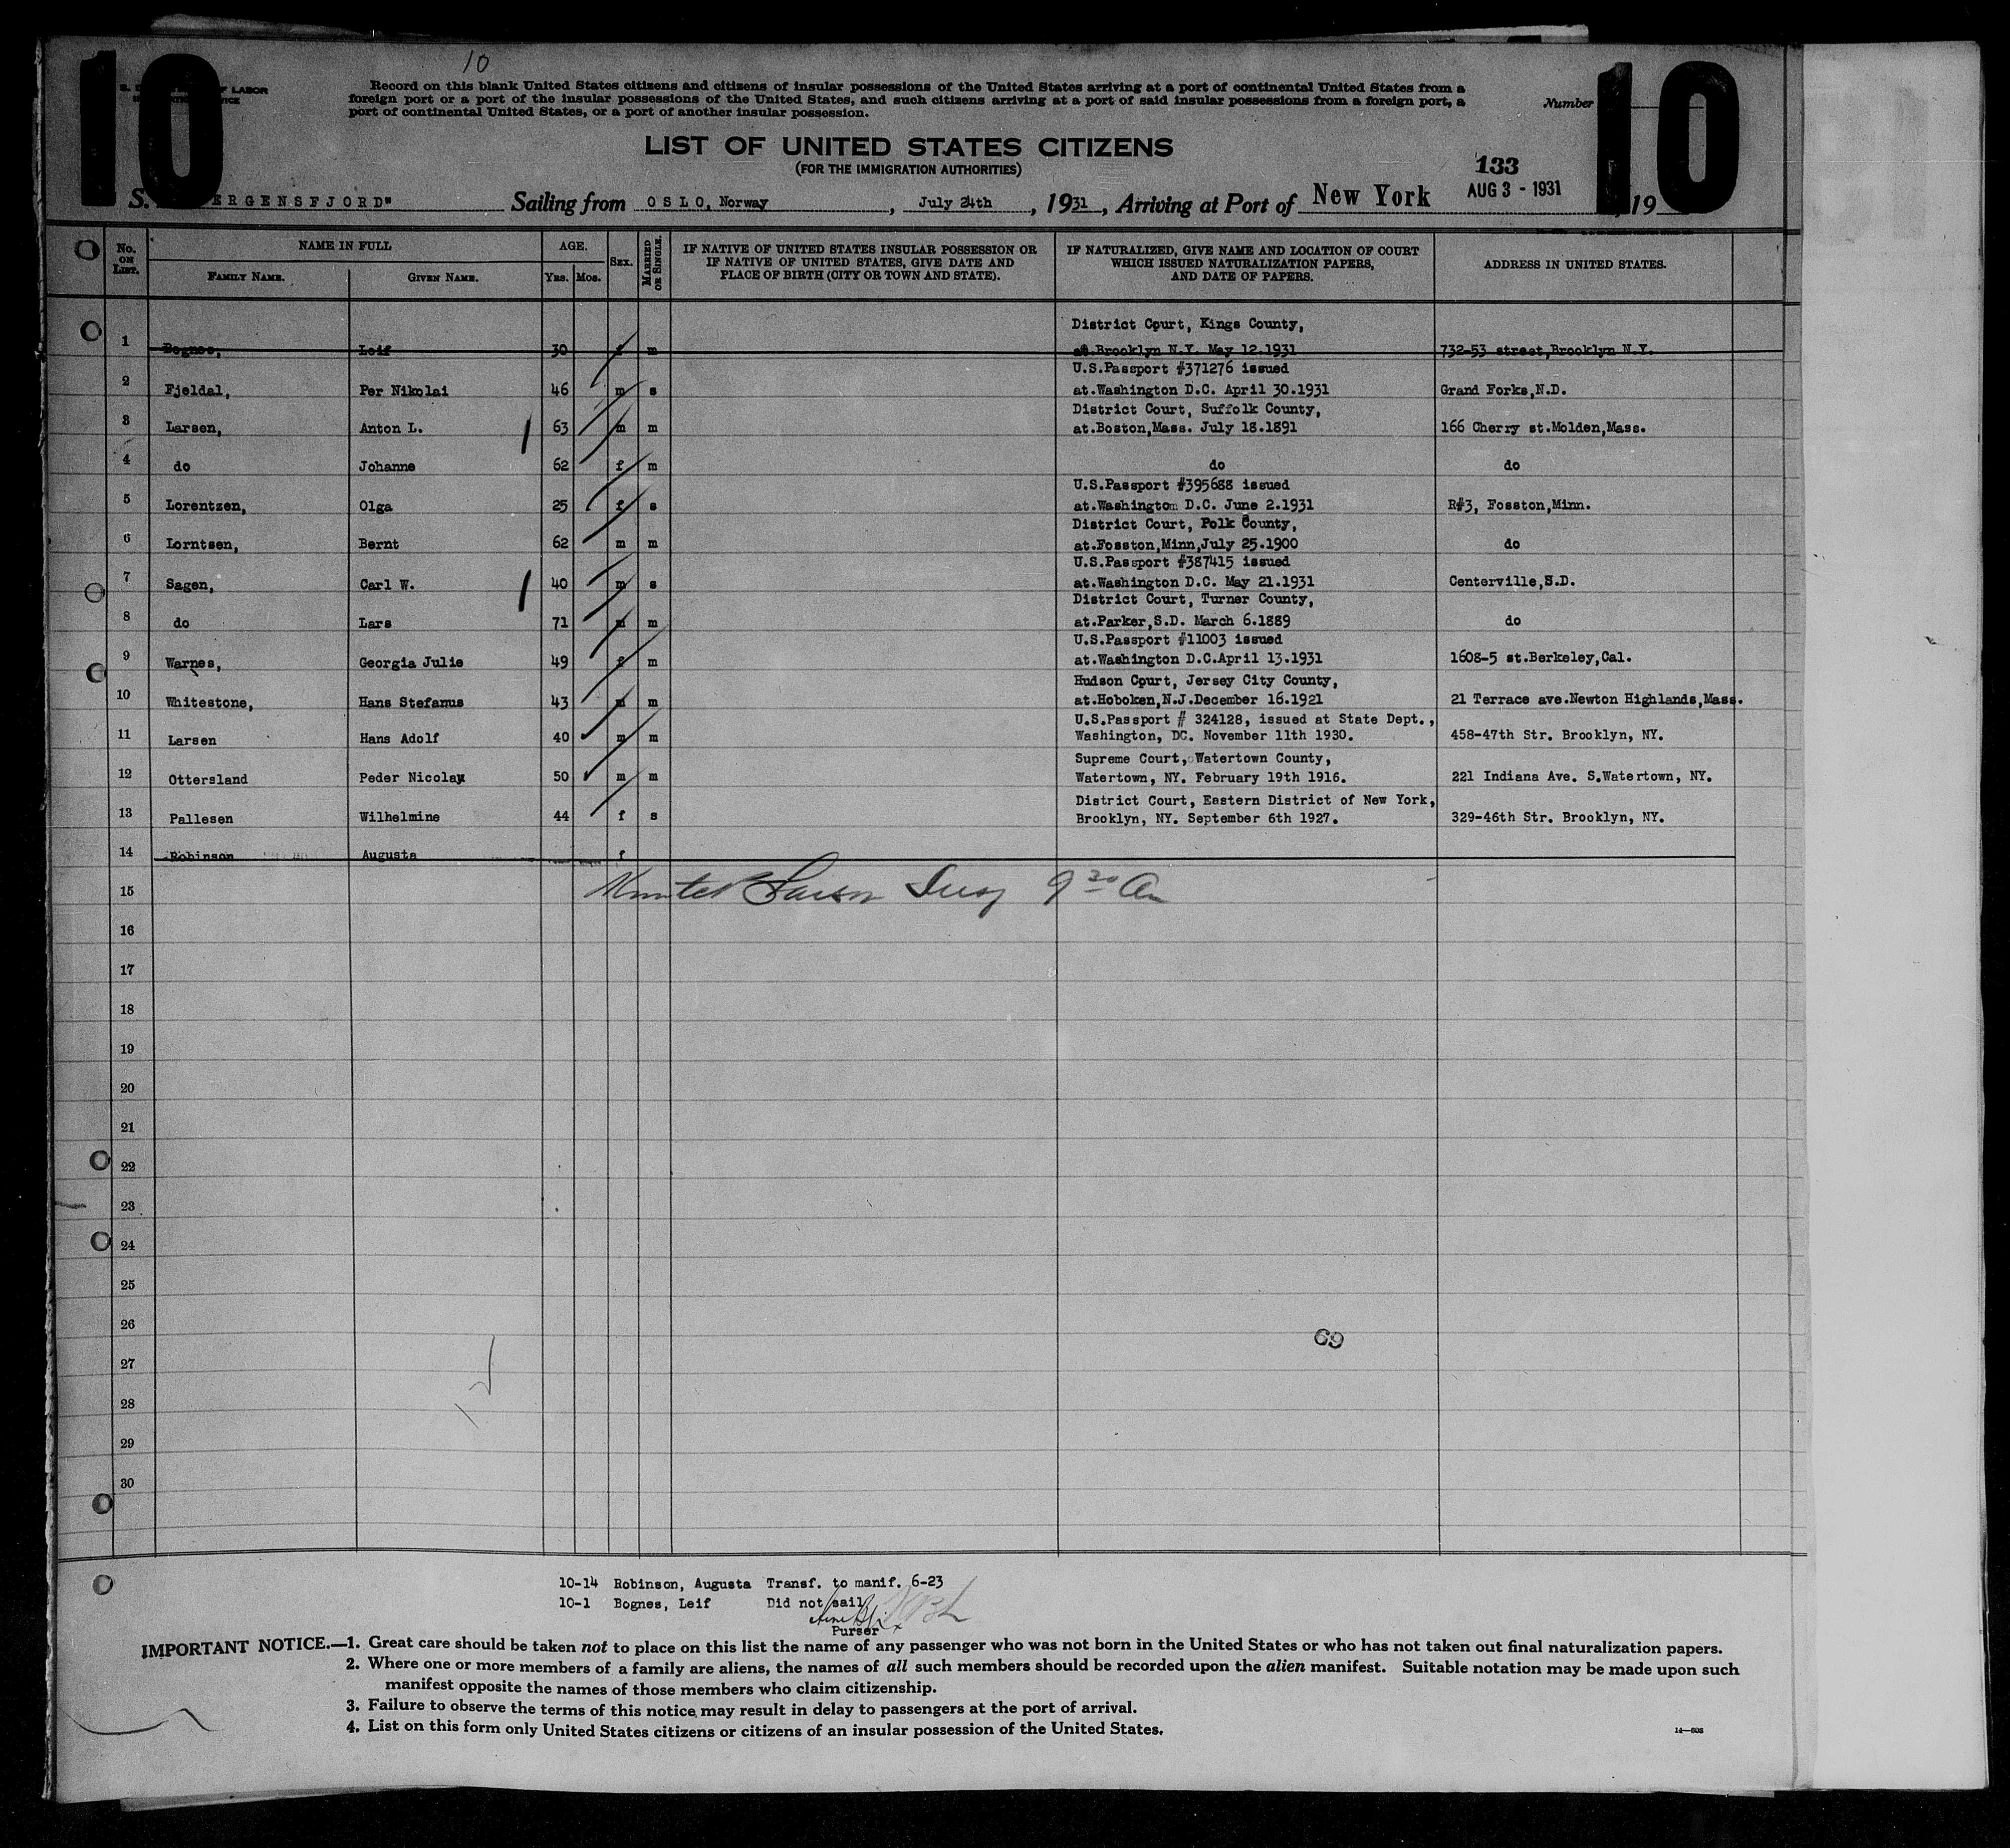 10
10
10
LABOR
Record on this blank United States citizens and citizens of insular possessions of the United States arriving at a port of continental United States from a
foreign port or a port of the insular possessions of the United States, and such citizens arriving at a port of said insular possessions from a foreign port, a
port of continental United States, or a port of another insular possession.
Number
LIST OF UNITED STATES CITIZENS
(FOR THE IMMIGRATION AUTHORITIES)
133
S. ERGENSFJORD" Sailing from OSLO, Norway, July 24th, 1931, Arriving at Port of New York AUG 3 - 1931, 19
No. ON LIST. NAME IN FULL AGE. SEX. MARRIED OR SINGLE. IF NATIVE OF UNITED STATES INSULAR POSSESSION OR IF NATIVE OF UNITED STATES, GIVE DATE AND PLACE OF BIRTH (CITY OR TOWN AND STATE). IF NATURALIZED, GIVE NAME AND LOCATION OF COURT WHICH ISSUED NATURALIZATION PAPERS, AND DATE OF PAPERS. ADDRESS IN UNITED STATES.
FAMILY NAME. GIVEN NAME. YRS. MOS.
District Court, Kings County,
1 Bognes, Leif 30 f m at.Brooklyn N.Y. May 12.1931 732-53 street,Brooklyn N.Y.
U.S.Passport #371276 issued
2 Fjeldal, Per Nikolai 46 m s at.Washington D.C. April 30.1931 Grand Forks,N.D.
District Court, Suffolk County,
3 Larsen, Anton L. 63 m m at.Boston,Mass. July 18.1891 166 Cherry st.Molden,Mass.
4 do Johanne 62 f m do do
U.S.Passport #395688 issued
5 Lorentzen, Olga 25 f s at.Washington D.C. June 2.1931 R#3, Fosston,Minn.
District Court, Polk County,
6 Lorntsen, Bernt 62 m m at.Fosston,Minn,July 25.1900 do
U.S.Passport #387415 issued
7 Sagen, Carl W. 40 m s at.Washington D.C. May 21.1931 Centerville,S.D.
District Court, Turner County,
8 do Lars 71 m m at.Parker,S.D. March 6.1889 do
U.S.Passport #11003 issued
9 Warnes, Georgia Julie 49 f m at.Washington D.C.April 13.1931 1608-5 st.Berkeley,Cal.
Hudson Court, Jersey City County,
10 Whitestone, Hans Stefanus 43 m m at.Hoboken,N.J.December 16.1921 21 Terrace ave.Newton Highlands,Mass.
U.S.Passport # 324128, issued at State Dept.,
11 Larsen Hans Adolf 40 m m Washington, DC. November 11th 1930. 458-47th Str. Brooklyn, NY.
Supreme Court, Watertown County,
12 Ottersland Peder Nicolay 50 m m Watertown, NY. February 19th 1916. 221 Indiana Ave. S.Watertown, NY.
District Court, Eastern District of New York,
13 Pallesen Wilhelmine 44 f s Brooklyn, NY. September 6th 1927. 329-46th Str. Brooklyn, NY.
14 Robinson Augusta f
15 9 30 am
16
17
18
19
20
21
22
23
24
25
26
69
27
28
29
30
10-14 Robinson, Augusta Transf. to manif. 6-23
10-1 Bognes, Leif Did not sail
Purser
IMPORTANT NOTICE.—1. Great care should be taken not to place on this list the name of any passenger who was not born in the United States or who has not taken out final naturalization papers.
2. Where one or more members of a family are aliens, the names of all such members should be recorded upon the alien manifest. Suitable notation may be made upon such
manifest opposite the names of those members who claim citizenship.
3. Failure to observe the terms of this notice may result in delay to passengers at the port of arrival.
4. List on this form only United States citizens or citizens of an insular possession of the United States.
14—608